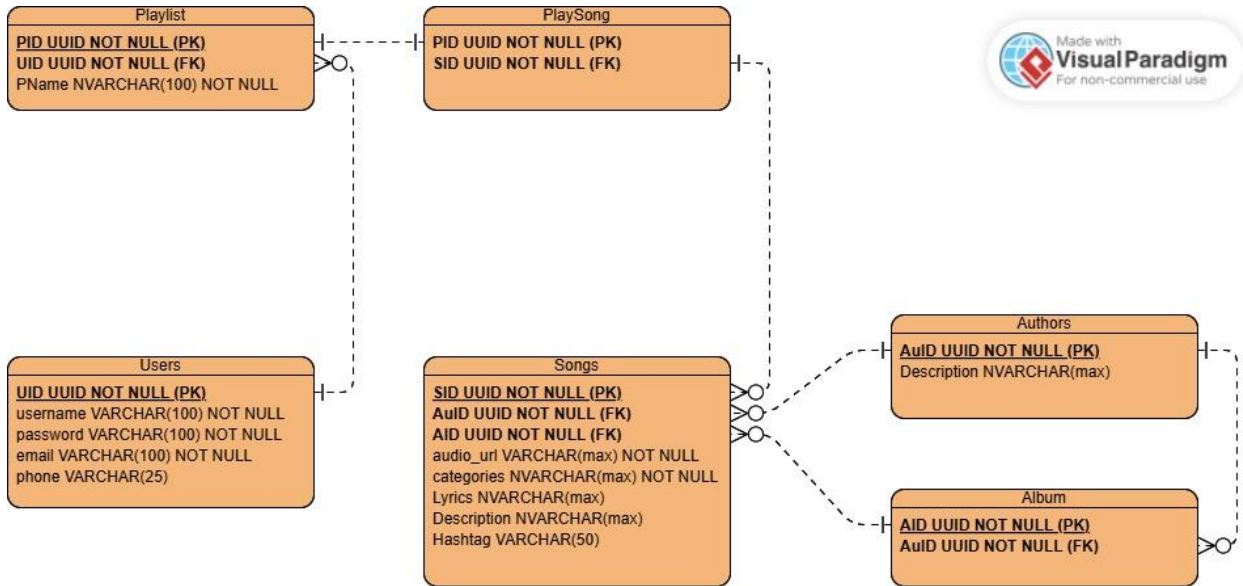 Playlist
PID UUID NOT NULL (PK)
UID UUID NOT NULL (FK)
PName NVARCHAR(100) NOT NULL
PlaySong
PID UUID NOT NULL (PK)
SID UUID NOT NULL (FK)
Made with
Visual Paradigm
For non-commercial use
Users
UID UUID NOT NULL (PK)
username VARCHAR(100) NOT NULL
password VARCHAR(100) NOT NULL
email VARCHAR(100) NOT NULL
phone VARCHAR(25)
Songs
SID UUID NOT NULL (PK)
AuID UUID NOT NULL (FK)
AID UUID NOT NULL (FK)
audio_url VARCHAR(max) NOT NULL
categories NVARCHAR(max) NOT NULL
Lyrics NVARCHAR(max)
Description NVARCHAR(max)
Hashtag VARCHAR(50)
Authors
AuID UUID NOT NULL (PK)
Description NVARCHAR(max)
Album
AID UUID NOT NULL (PK)
AuID UUID NOT NULL (FK)